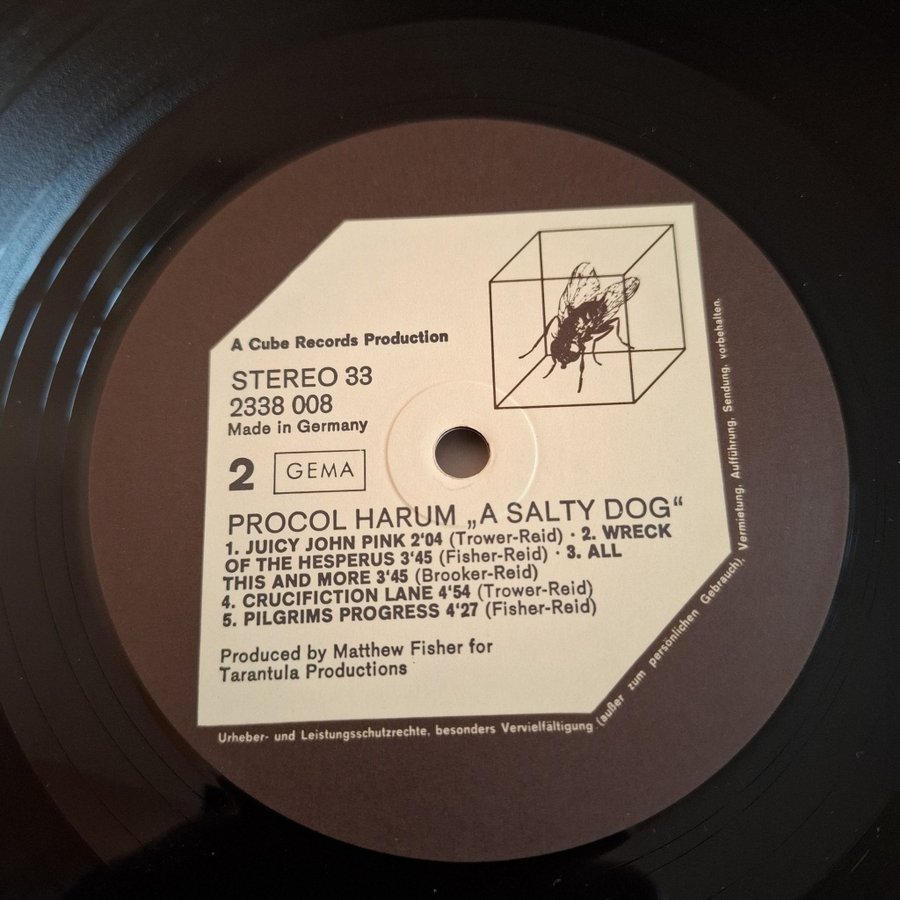 A Cube Records Production
STEREO 33
2338 008
Made in Germany
2 GEMA
PROCOL HARUM „A SALTY DOG“
1. JUICY JOHN PINK 2'04 (Trower-Reid) · 2. WRECK
OF THE HESPERUS 3'45 (Fisher-Reid) · 3. ALL
THIS AND MORE 3'45 (Brooker-Reid)
4. CRUCIFICTION LANE 4'54 (Trower-Reid)
5. PILGRIMS PROGRESS 4'27 (Fisher-Reid)
Produced by Matthew Fisher for
Tarantula Productions
Urheber- und Leistungsschutzrechte, besonders Vervielfältigung (außer zum persönlichen Gebrauch), Vermietung, Aufführung, Sendung, vorbehalten.